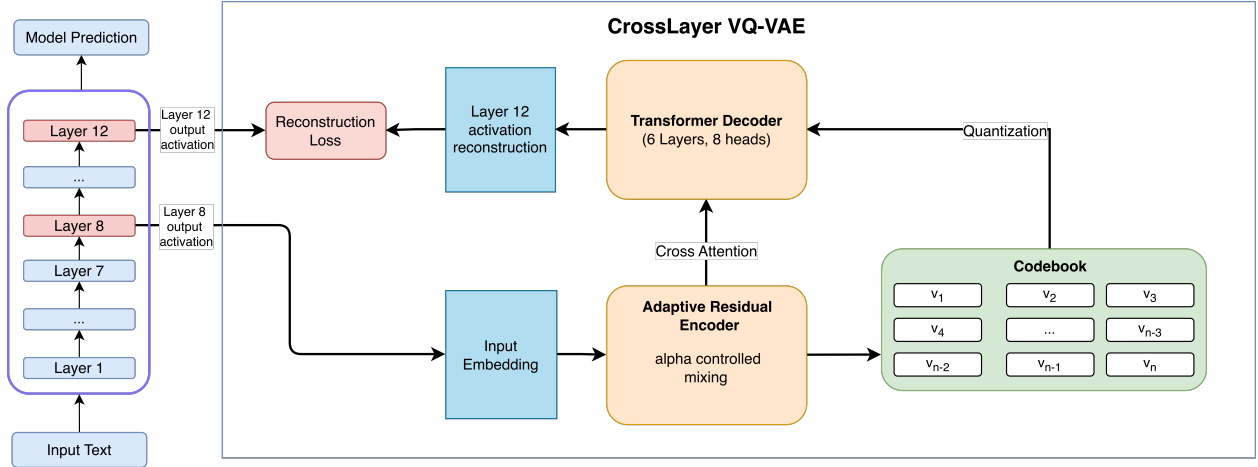 CrossLayer VQ-VAE
Model Prediction
Layer 12
...
Layer 8
Layer 7
...
Layer 1
Input Text
Layer 12
output
activation
Layer 8
output
activation
Reconstruction
Loss
Layer 12
activation
reconstruction
Transformer Decoder
(6 Layers, 8 heads)
Quantization
Cross Attention
Input
Embedding
Adaptive Residual
Encoder
alpha controlled
mixing
Codebook
v1 v2 v3
v4 ... vn-3
vn-2 vn-1 vn